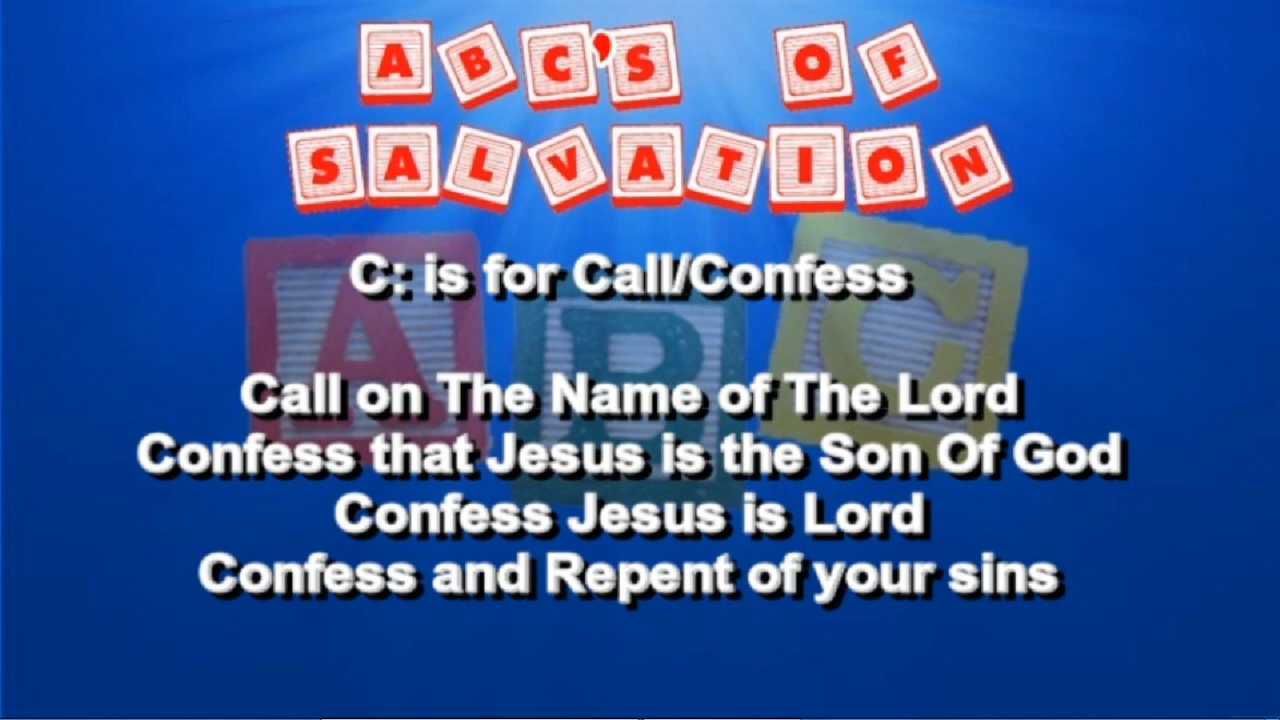 ABC'S OF
SALVATION
C: is for Call/Confess
A B C
Call on The Name of The Lord
Confess that Jesus is the Son Of God
Confess Jesus is Lord
Confess and Repent of your sins